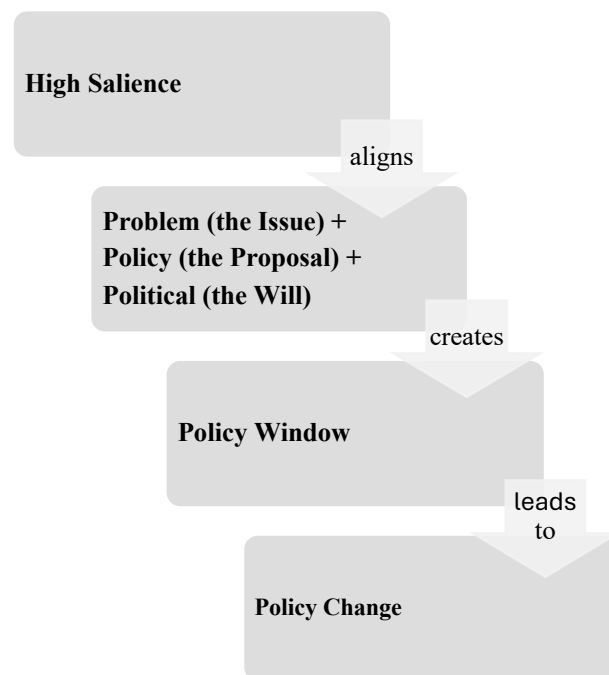 High Salience
aligns
Problem (the Issue) +
Policy (the Proposal) +
Political (the Will)
creates
Policy Window
leads
to
Policy Change